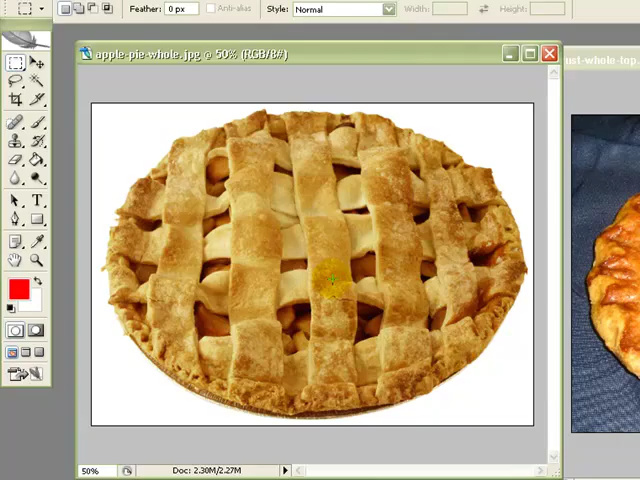 Feather: 0 px Anti-alias Style: Normal Width: Height:
apple-pie-whole.jpg @ 50% (RGB/8#)
ust-whole-top.
T
50% Doc: 2.30M/2.27M